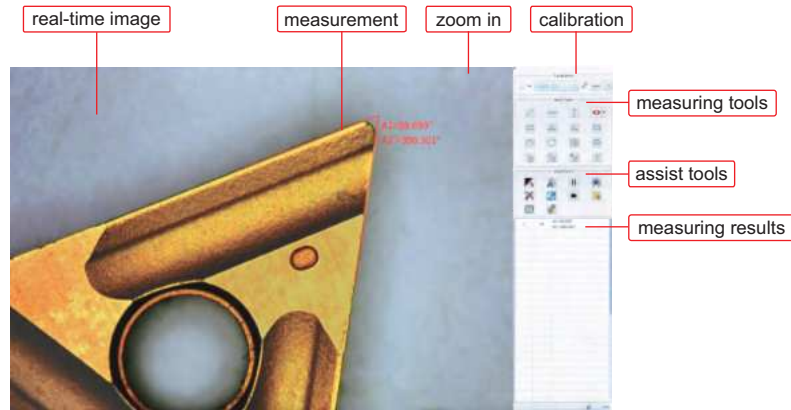 real-time image
measurement
zoom in
calibration
measuring tools
assist tools
measuring results